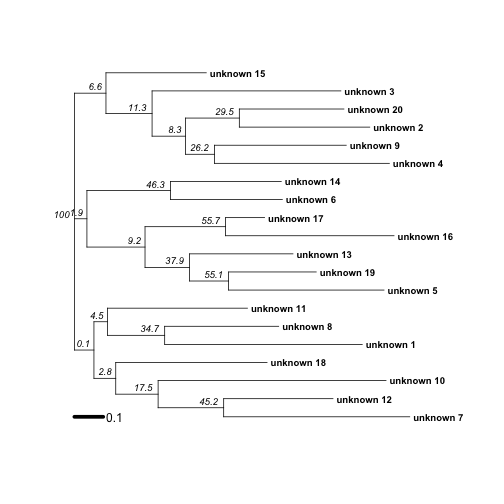 6.6
unknown 15
11.3
unknown 3
8.3
29.5
unknown 20
unknown 2
26.2
unknown 9
unknown 4
100
1.9
46.3
unknown 14
unknown 6
9.2
55.7
unknown 17
unknown 16
37.9
unknown 13
55.1
unknown 19
unknown 5
0.1
4.5
unknown 11
34.7
unknown 8
unknown 1
2.8
unknown 18
17.5
unknown 10
45.2
unknown 12
unknown 7
0.1